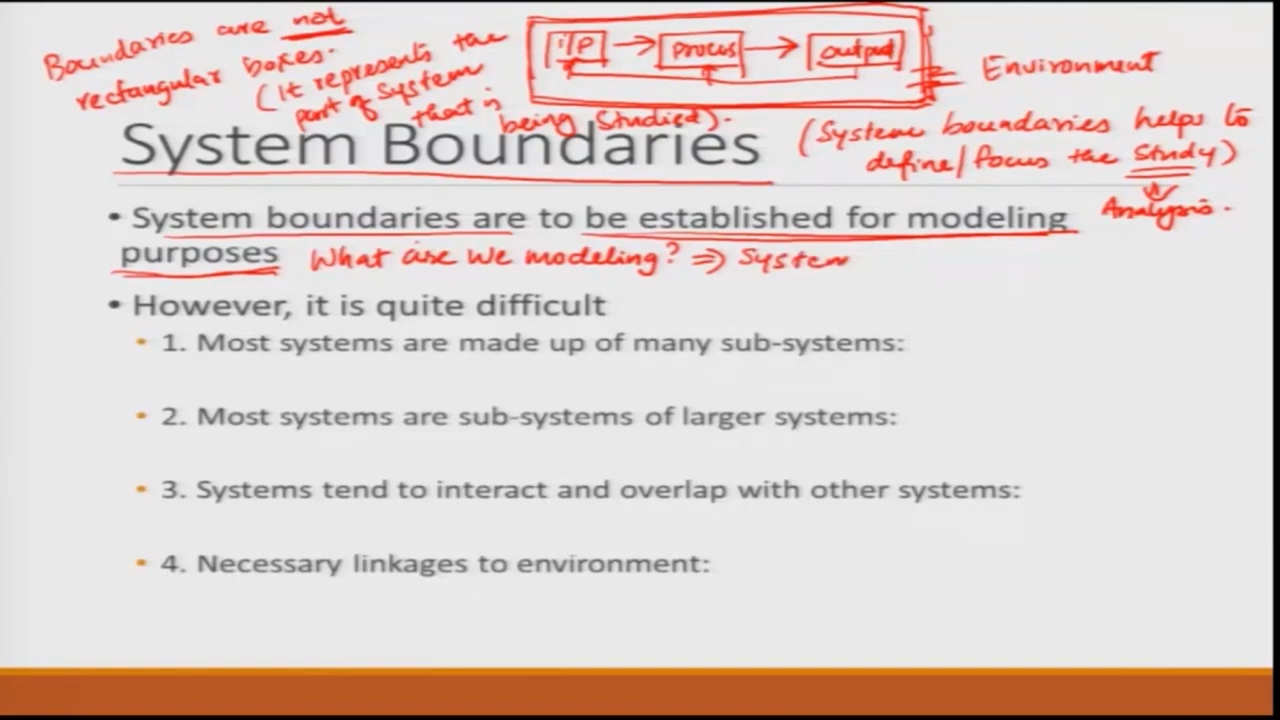 Boundaries are not
rectangular boxes.
(It represents the
part of system
that is
being studied).
i/p → process → output
Environment
(System boundaries helps to
define/focus the study)
Analysis.
System Boundaries
• System boundaries are to be established for modeling
purposes What are we modeling? ⇒ System
• However, it is quite difficult
• 1. Most systems are made up of many sub-systems:
• 2. Most systems are sub-systems of larger systems:
• 3. Systems tend to interact and overlap with other systems:
• 4. Necessary linkages to environment: